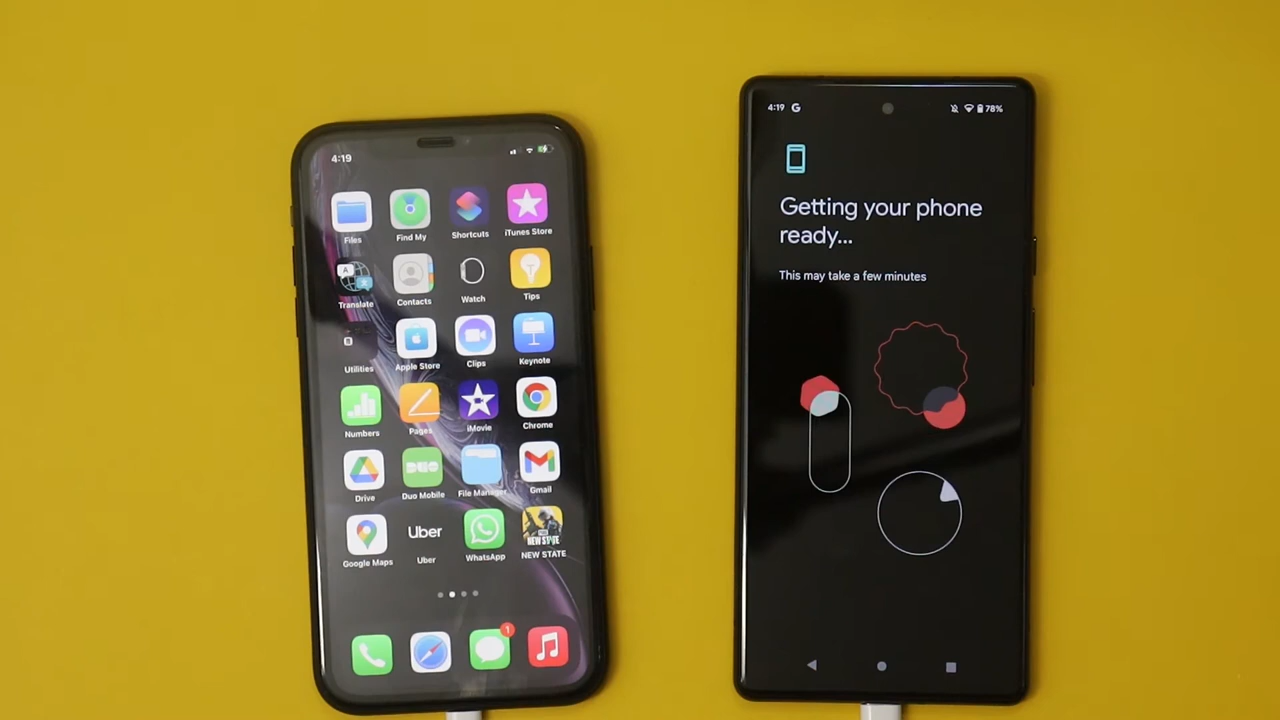 4:19
Files
Find My
Shortcuts
iTunes Store
Translate
Contacts
Watch
Tips
Utilities
Apple Store
Clips
Keynote
Numbers
Pages
iMovie
Chrome
Drive
Duo Mobile
File Manager
Gmail
Google Maps
Uber
Uber
WhatsApp
NEW STATE
NEW STATE
1
4:19 G
78%
Getting your phone
ready...
This may take a few minutes